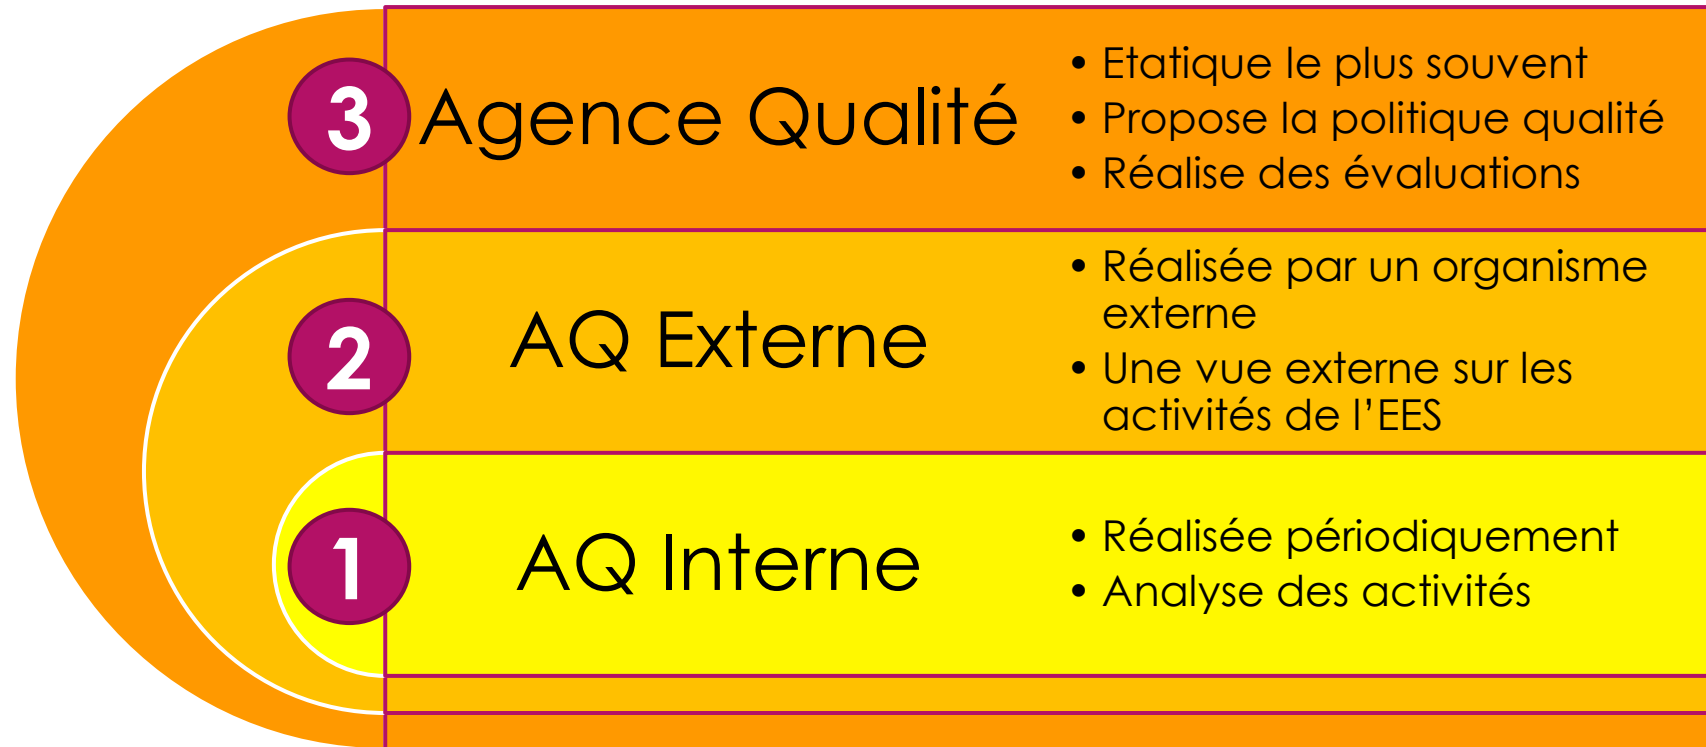 3
Agence Qualité
• Etatique le plus souvent
• Propose la politique qualité
• Réalise des évaluations
2
AQ Externe
• Réalisée par un organisme
externe
• Une vue externe sur les
activités de l’EES
1
AQ Interne
• Réalisée périodiquement
• Analyse des activités